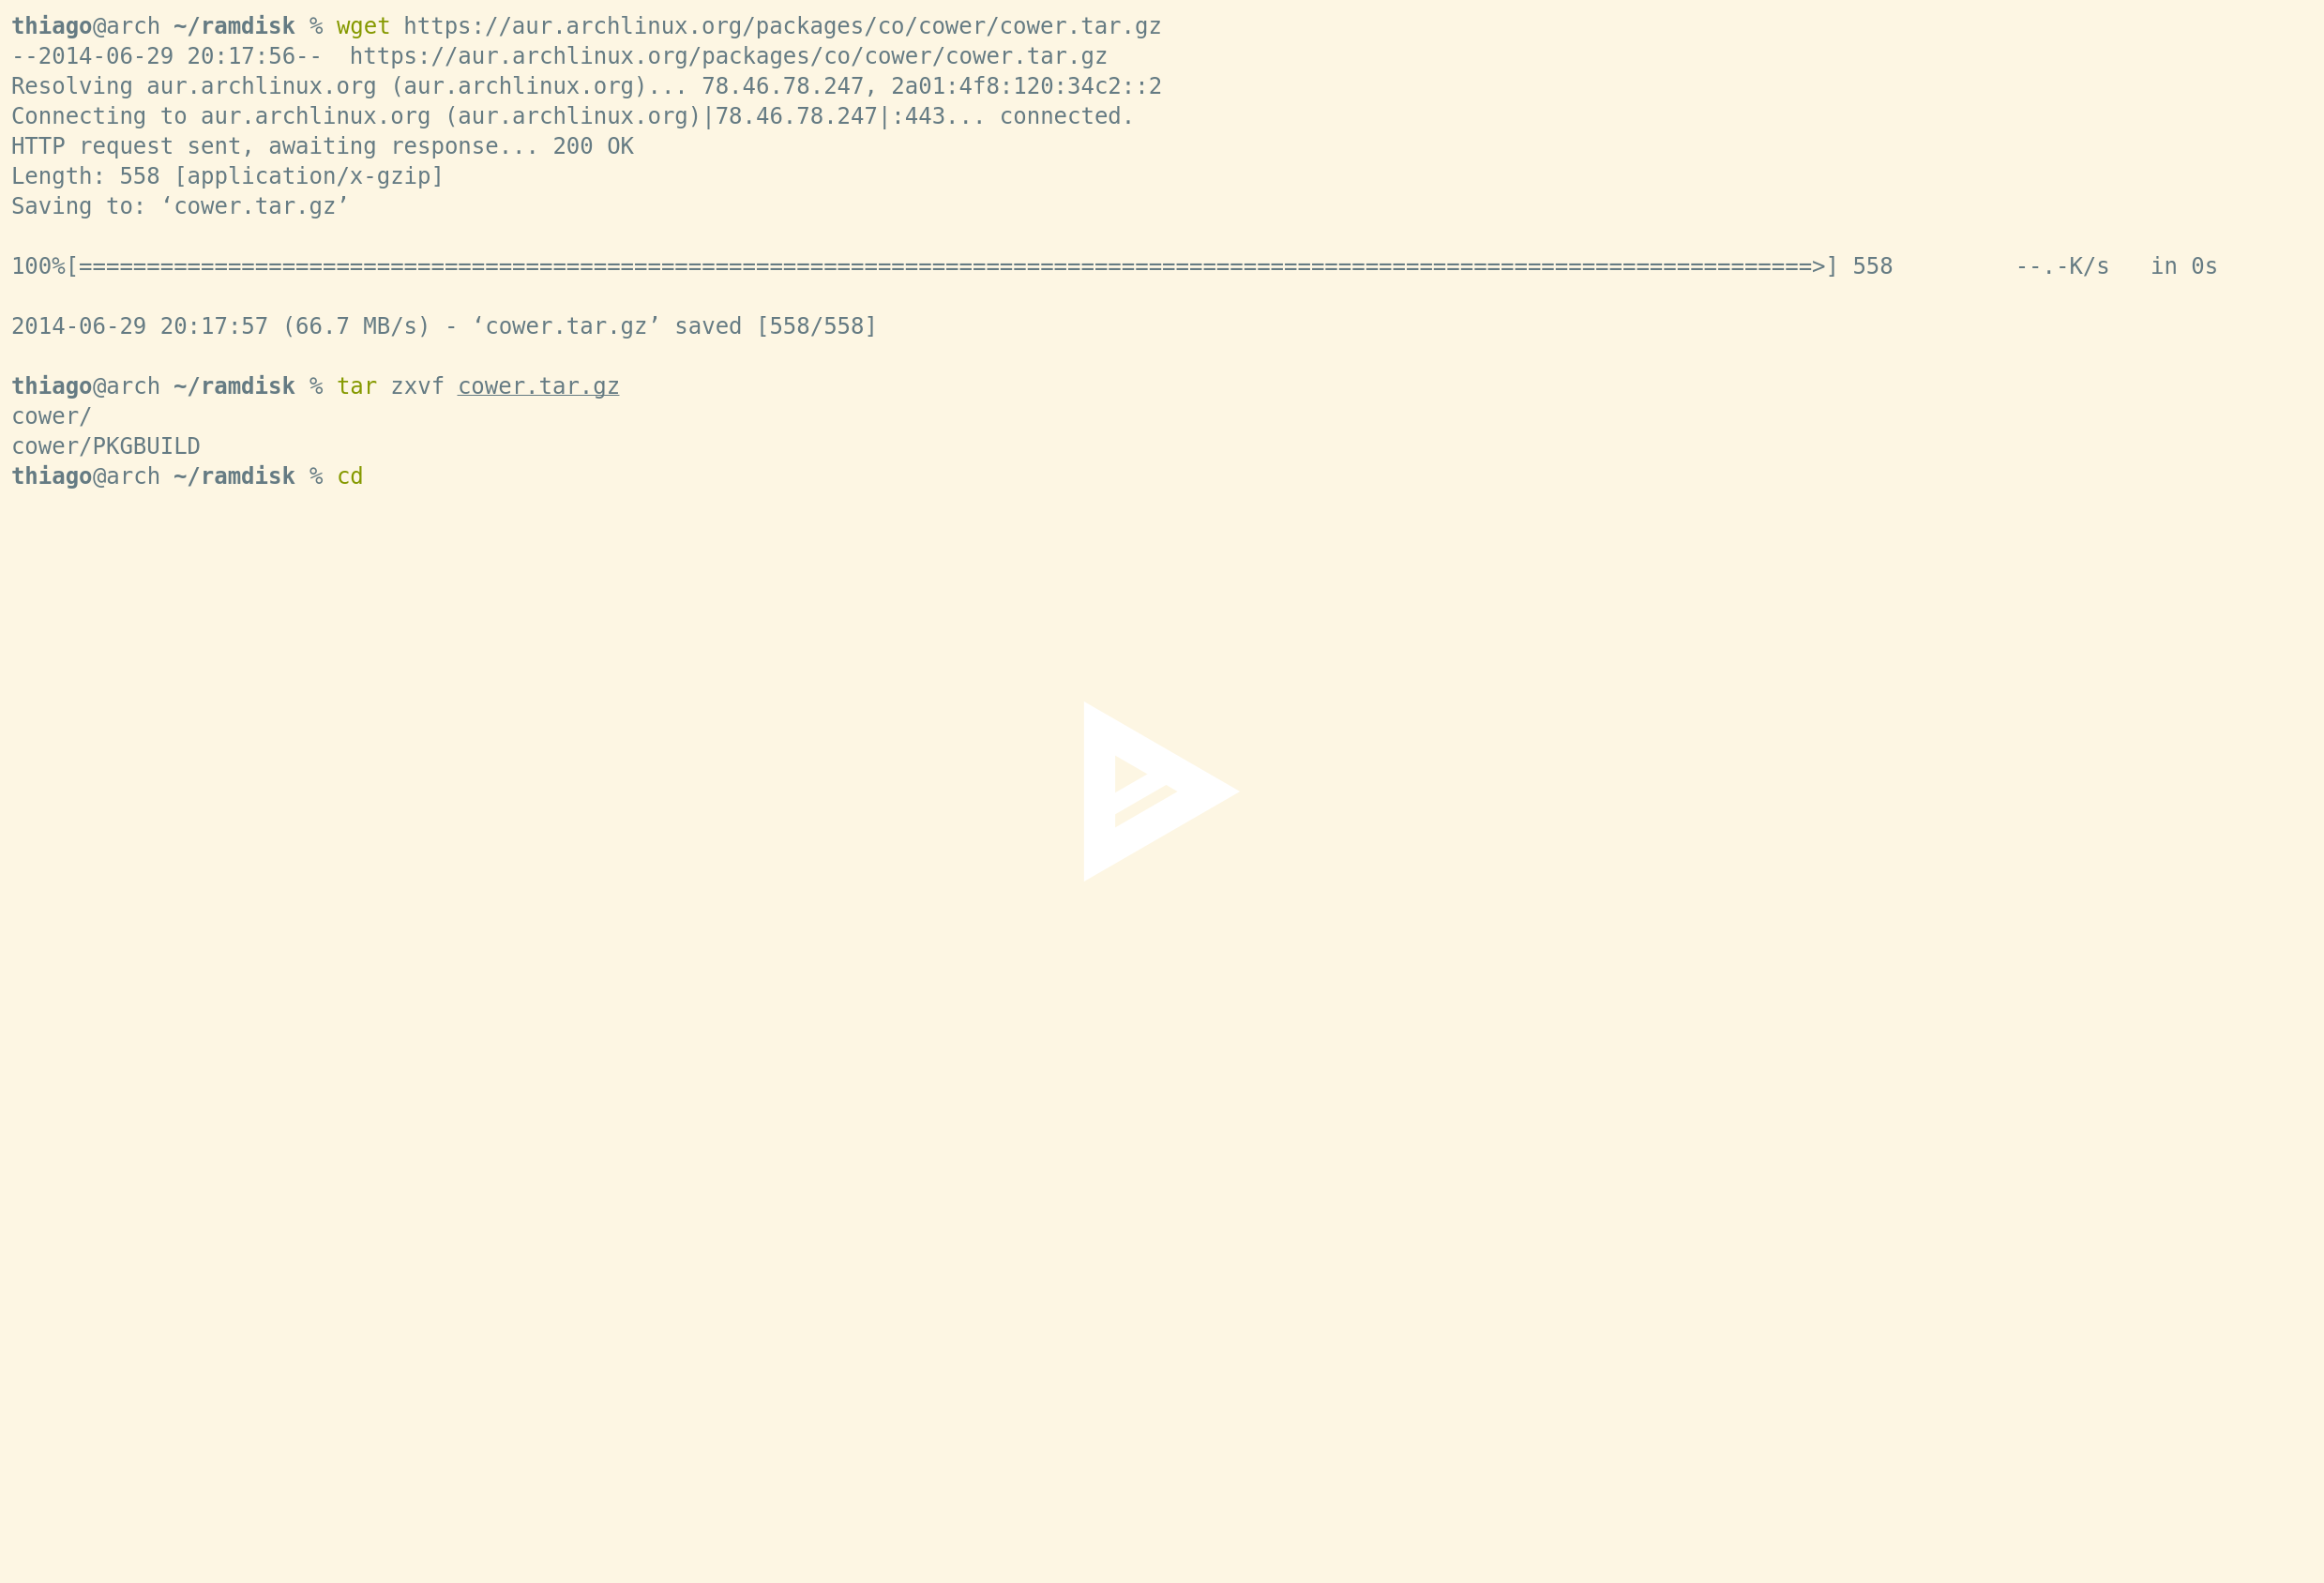 thiago@arch ~/ramdisk % wget https://aur.archlinux.org/packages/co/cower/cower.tar.gz
--2014-06-29 20:17:56--  https://aur.archlinux.org/packages/co/cower/cower.tar.gz
Resolving aur.archlinux.org (aur.archlinux.org)... 78.46.78.247, 2a01:4f8:120:34c2::2
Connecting to aur.archlinux.org (aur.archlinux.org)|78.46.78.247|:443... connected.
HTTP request sent, awaiting response... 200 OK
Length: 558 [application/x-gzip]
Saving to: ‘cower.tar.gz’
100%[================================================================================================================================>] 558         --.-K/s   in 0s
2014-06-29 20:17:57 (66.7 MB/s) - ‘cower.tar.gz’ saved [558/558]
thiago@arch ~/ramdisk % tar zxvf cower.tar.gz
cower/
cower/PKGBUILD
thiago@arch ~/ramdisk % cd